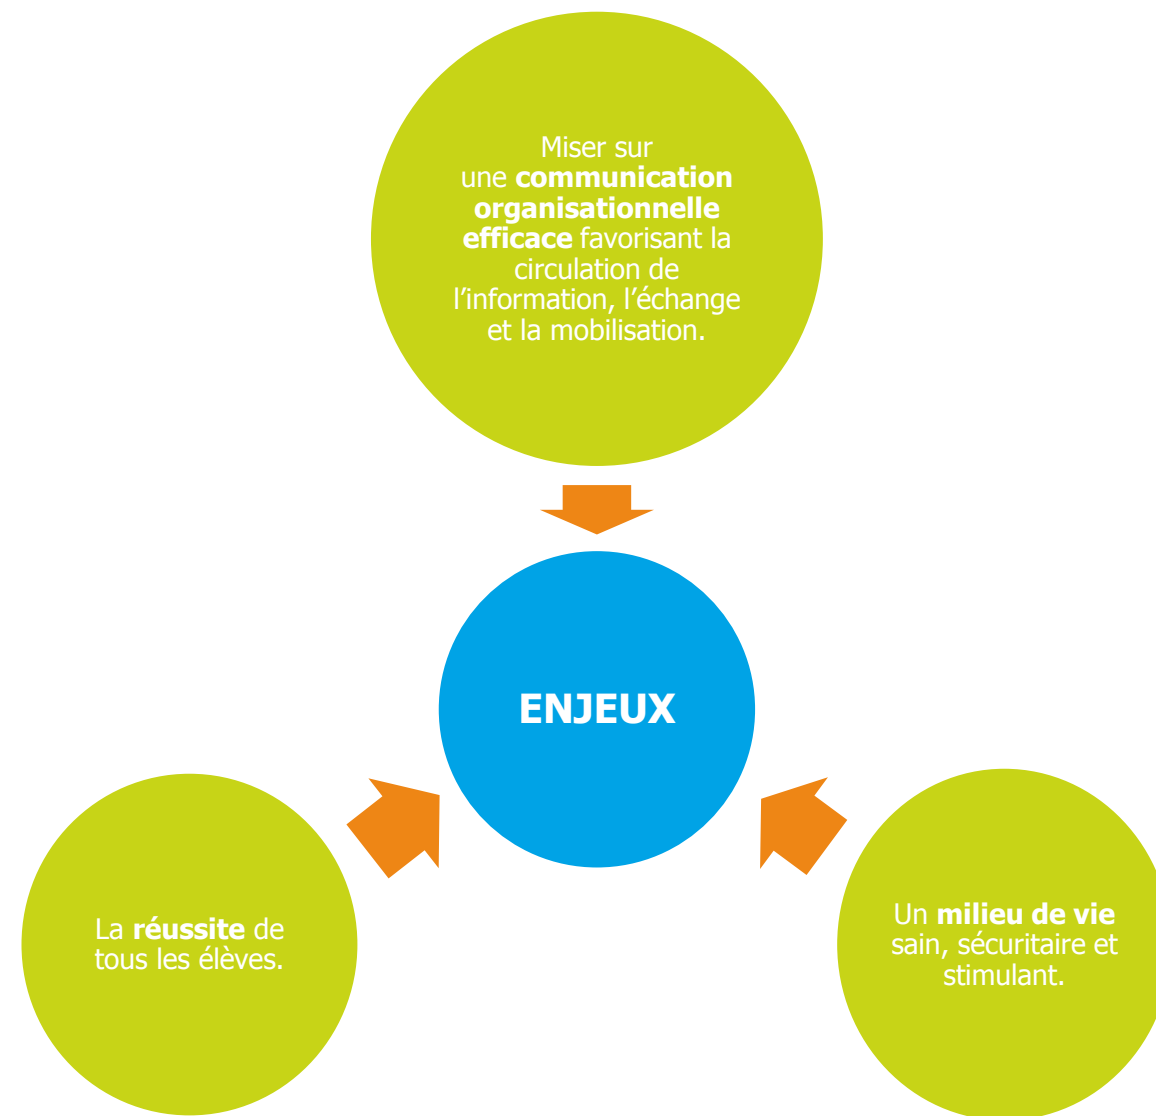 Miser sur
une communication
organisationnelle
efficace favorisant la
circulation de
l’information, l’échange
et la mobilisation.
ENJEUX
La réussite de
tous les élèves.
Un milieu de vie
sain, sécuritaire et
stimulant.